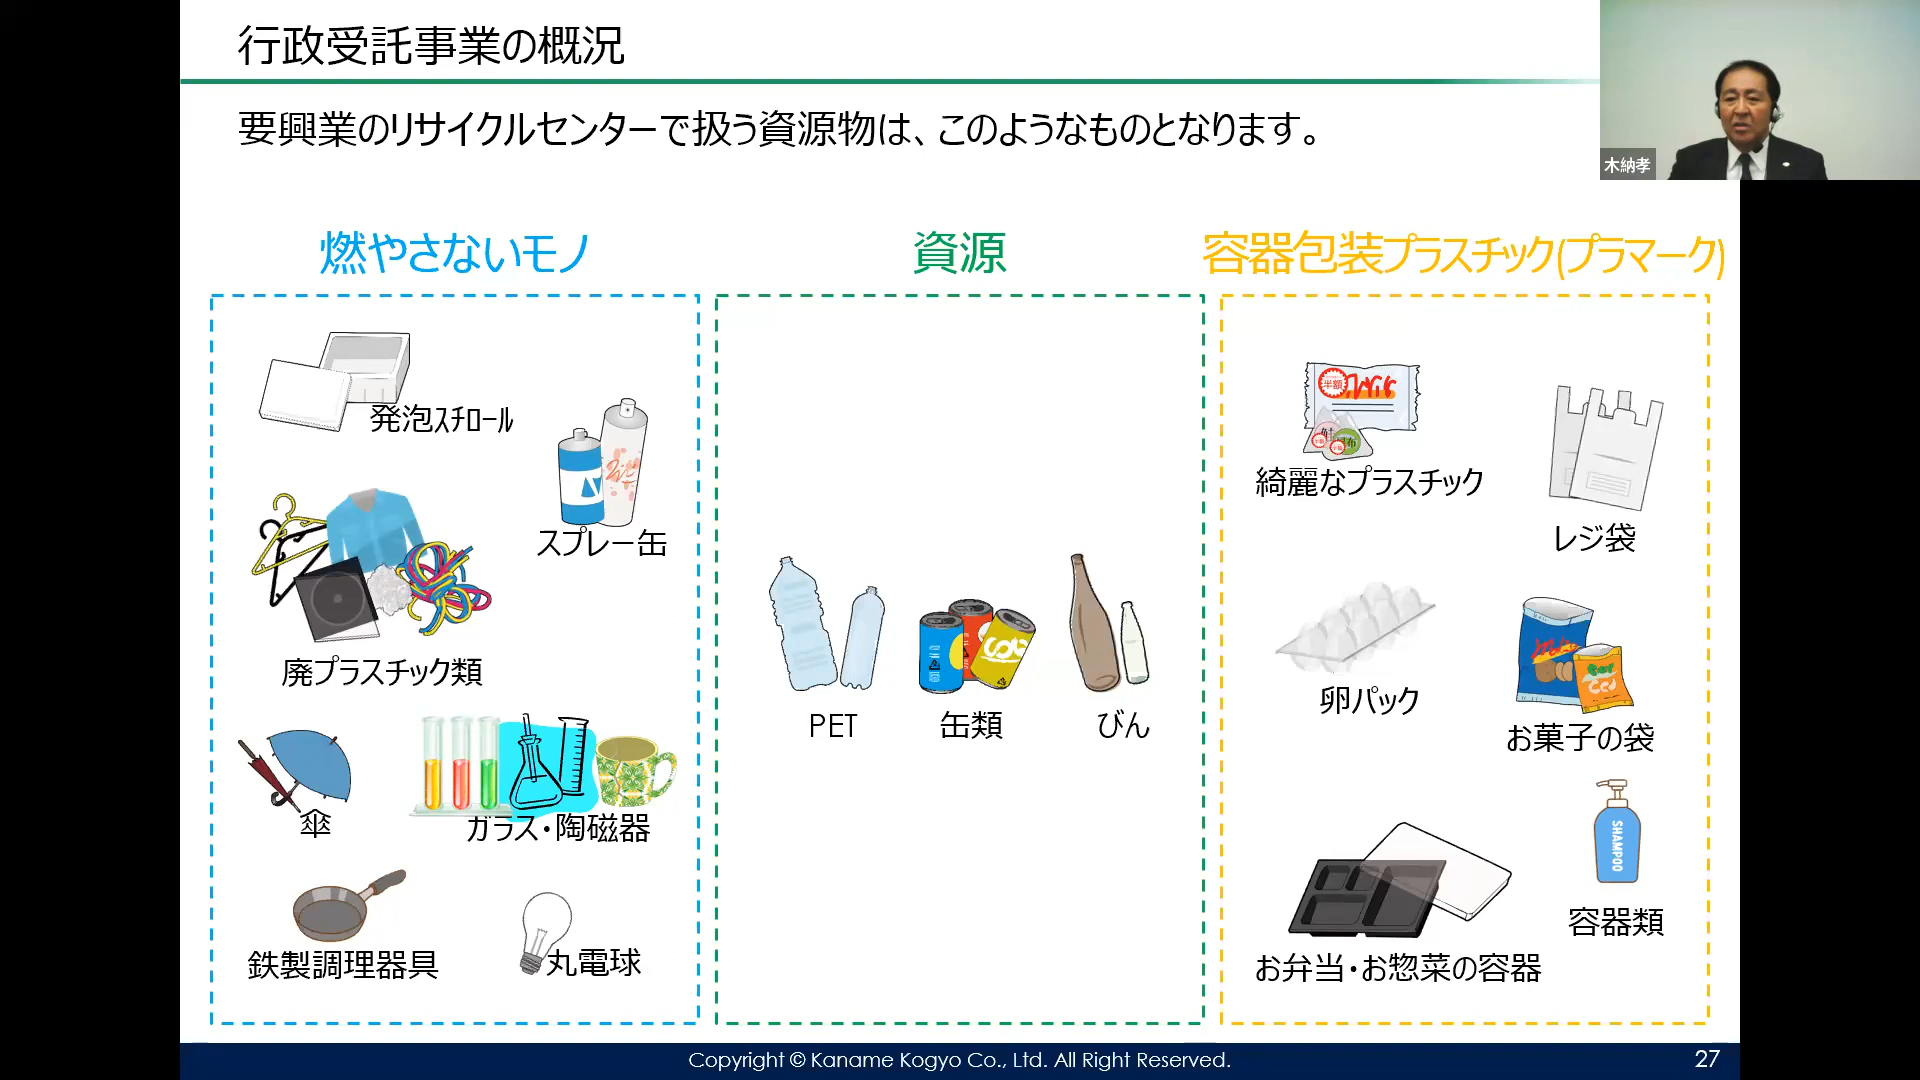 行政受託事業の概況
木納孝
要興業のリサイクルセンターで扱う資源物は、このようなものとなります。
燃やさないモノ
発泡ｽﾁﾛｰﾙ
スプレー缶
廃プラスチック類
傘
ガラス・陶磁器
鉄製調理器具
丸電球
資源
PET
缶類
びん
容器包装プラスチック(プラマーク)
半額
綺麗なプラスチック
レジ袋
卵パック
お菓子の袋
SHAMPOO
容器類
お弁当・お惣菜の容器
Copyright © Kaname Kogyo Co., Ltd. All Right Reserved.
27